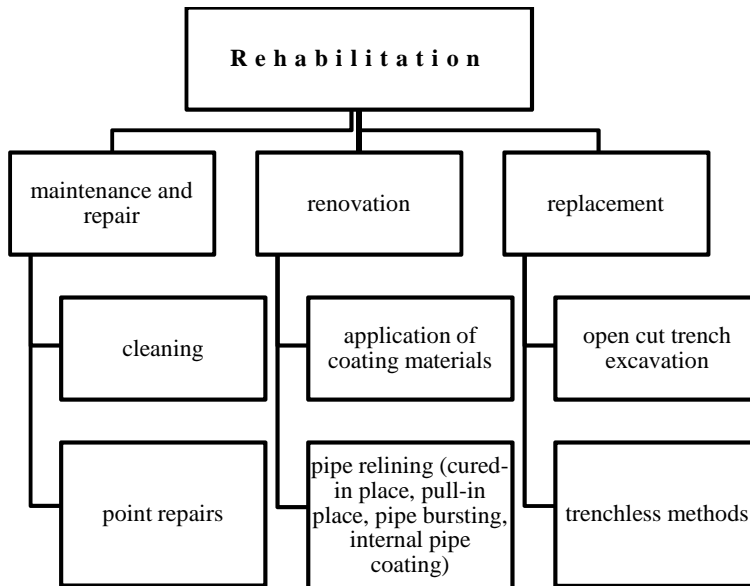 Rehabilitation
maintenance and
repair
renovation
replacement
cleaning
application of
coating materials
open cut trench
excavation
point repairs
pipe relining (cured-
in place, pull-in
place, pipe bursting,
internal pipe
coating)
trenchless methods